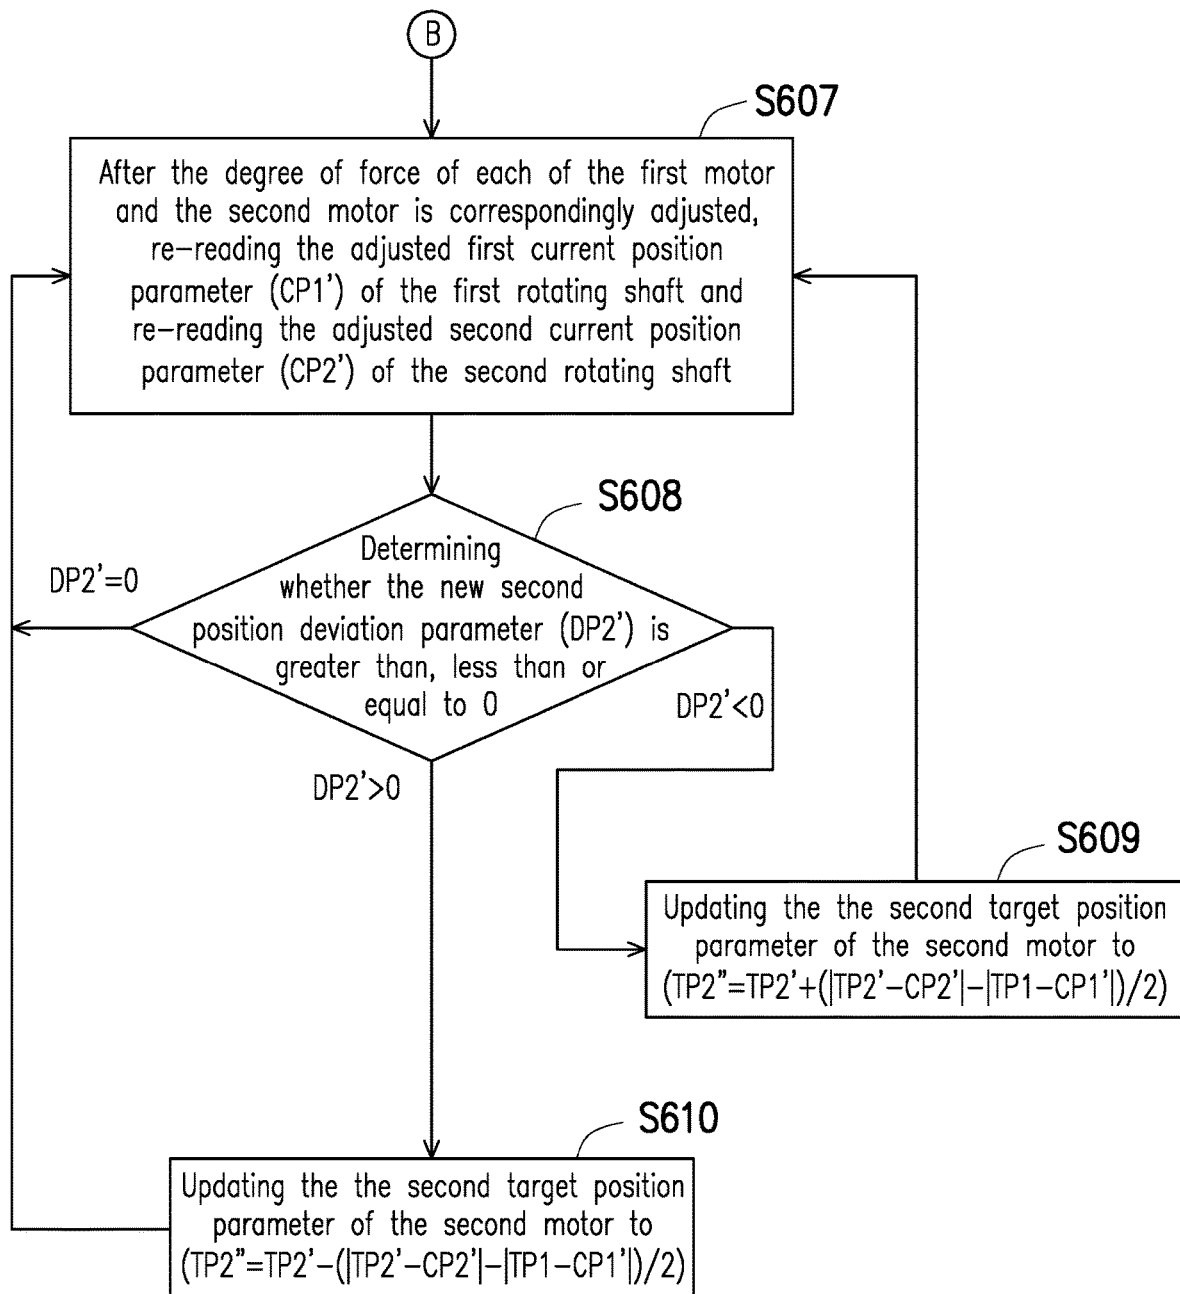 B
S607
After the degree of force of each of the first motor
and the second motor is correspondingly adjusted,
re-reading the adjusted first current position
parameter (CP1') of the first rotating shaft and
re-reading the adjusted second current position
parameter (CP2') of the second rotating shaft
S608
Determining
whether the new second
position deviation parameter (DP2') is
greater than, less than or
equal to 0
DP2'=0
DP2'<0
DP2'>0
S609
Updating the the second target position
parameter of the second motor to
(TP2"=TP2'+(|TP2'-CP2'|-|TP1-CP1'|)/2)
S610
Updating the the second target position
parameter of the second motor to
(TP2"=TP2'-(|TP2'-CP2'|-|TP1-CP1'|)/2)